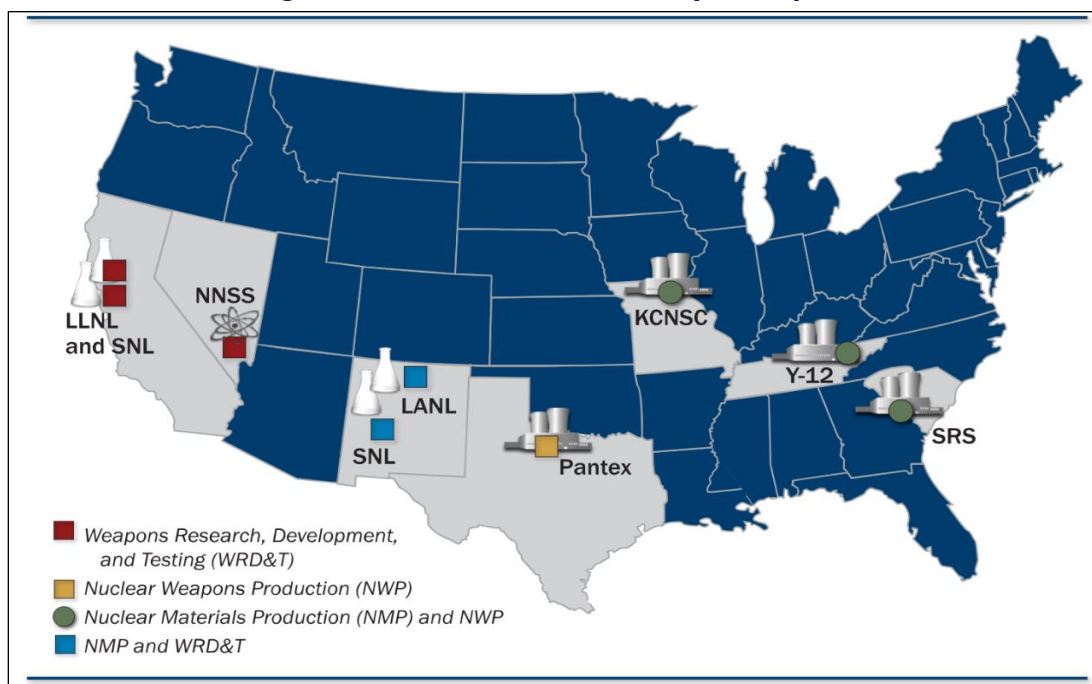 LLNL
and SNL
NNSS
LANL
SNL
Pantex
KCNSC
Y-12
SRS
Weapons Research, Development,
and Testing (WRD&T)
Nuclear Weapons Production (NWP)
Nuclear Materials Production (NMP) and NWP
NMP and WRD&T